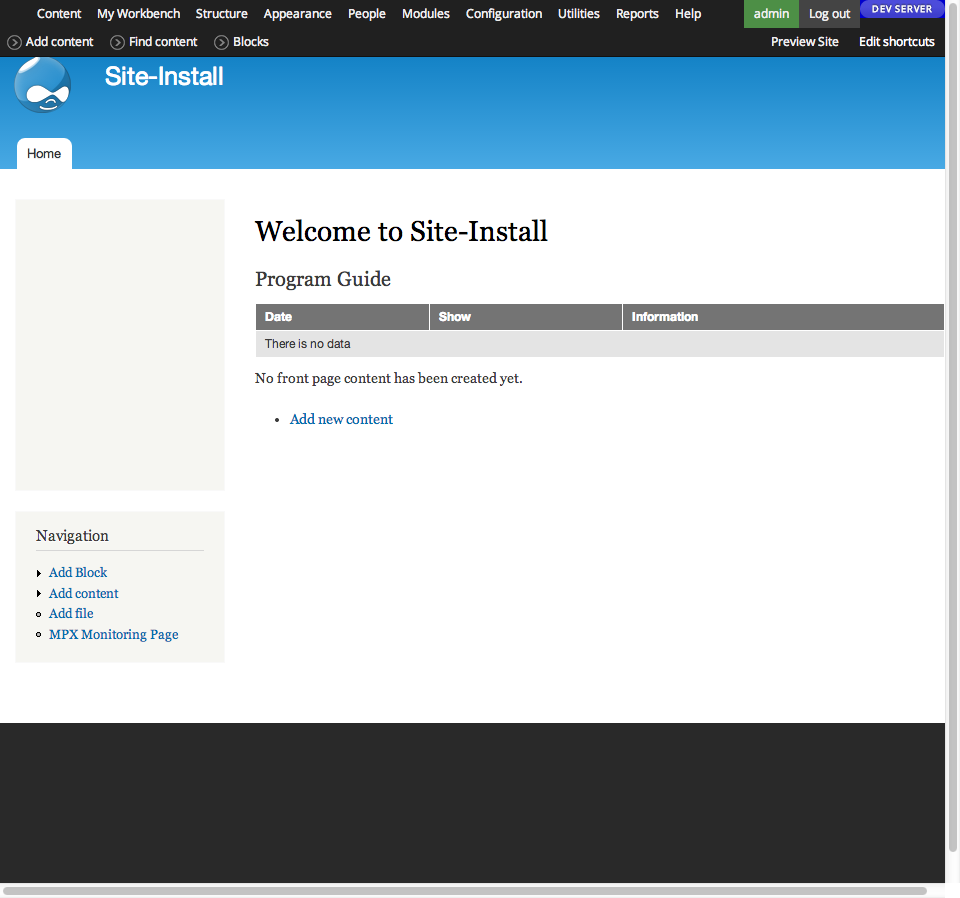 Content My Workbench Structure Appearance People Modules Configuration Utilities Reports Help admin Log out DEV SERVER
Add content Find content Blocks Preview Site Edit shortcuts
Site-Install
Home
Welcome to Site-Install
Program Guide
Date Show Information
There is no data
No front page content has been created yet.
Add new content
Navigation
Add Block
Add content
Add file
MPX Monitoring Page